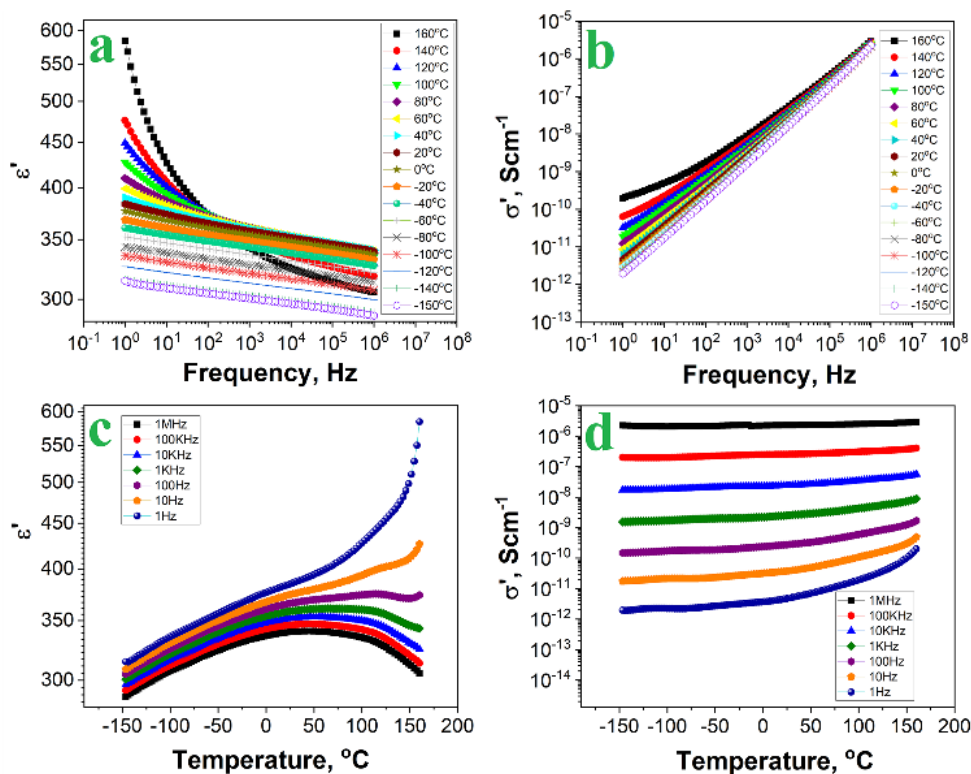 a
ε'
600
550
500
450
400
350
300
160°C
140°C
120°C
100°C
80°C
60°C
40°C
20°C
0°C
-20°C
-40°C
-60°C
-80°C
-100°C
-120°C
-140°C
-150°C
10⁻¹ 10⁰ 10¹ 10² 10³ 10⁴ 10⁵ 10⁶ 10⁷ 10⁸
Frequency, Hz
b
σ', Scm⁻¹
10⁻⁵
10⁻⁶
10⁻⁷
10⁻⁸
10⁻⁹
10⁻¹⁰
10⁻¹¹
10⁻¹²
10⁻¹³
160°C
140°C
120°C
100°C
80°C
60°C
40°C
20°C
0°C
-20°C
-40°C
-60°C
-80°C
-100°C
-120°C
-140°C
-150°C
10⁻¹ 10⁰ 10¹ 10² 10³ 10⁴ 10⁵ 10⁶ 10⁷ 10⁸
Frequency, Hz
c
ε'
600
550
500
450
400
350
300
1MHz
100KHz
10KHz
1KHz
100Hz
10Hz
1Hz
-150 -100 -50 0 50 100 150 200
Temperature, °C
d
σ', Scm⁻¹
10⁻⁵
10⁻⁶
10⁻⁷
10⁻⁸
10⁻⁹
10⁻¹⁰
10⁻¹¹
10⁻¹²
10⁻¹³
10⁻¹⁴
1MHz
100KHz
10KHz
1KHz
100Hz
10Hz
1Hz
-150 -100 -50 0 50 100 150 200
Temperature, °C